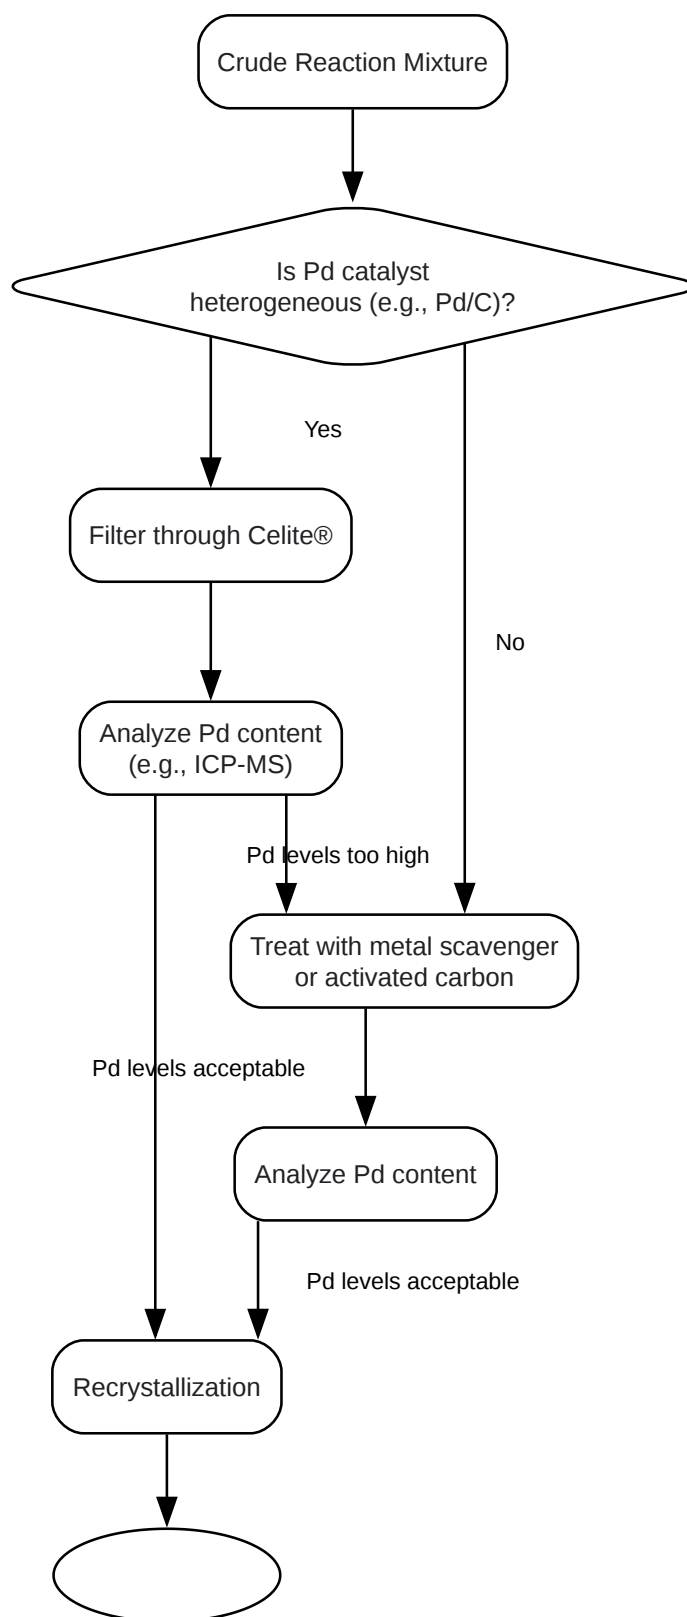 Crude Reaction Mixture
Is Pd catalyst
heterogeneous (e.g., Pd/C)?
Yes
Filter through Celite®
No
Analyze Pd content
(e.g., ICP-MS)
Pd levels too high
Treat with metal scavenger
or activated carbon
Pd levels acceptable
Analyze Pd content
Pd levels acceptable
Recrystallization